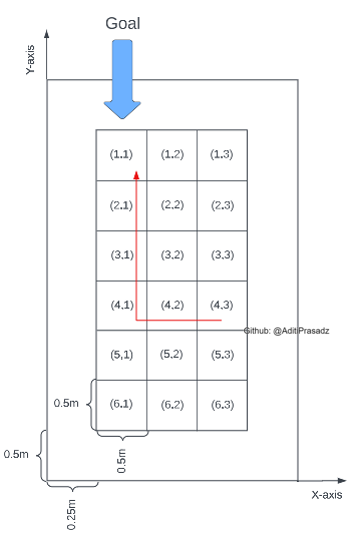 Goal
Y-axis
(1.1) (1.2) (1.3)
(2.1) (2.2) (2.3)
(3,1) (3.2) (3.3)
(4,1) (4.2) (4,3)
Github: @AditiPrasadz
(5,1) (5.2) (5.3)
0.5m (6.1) (6.2) (6.3)
0.5m
0.5m
X-axis
0.25m